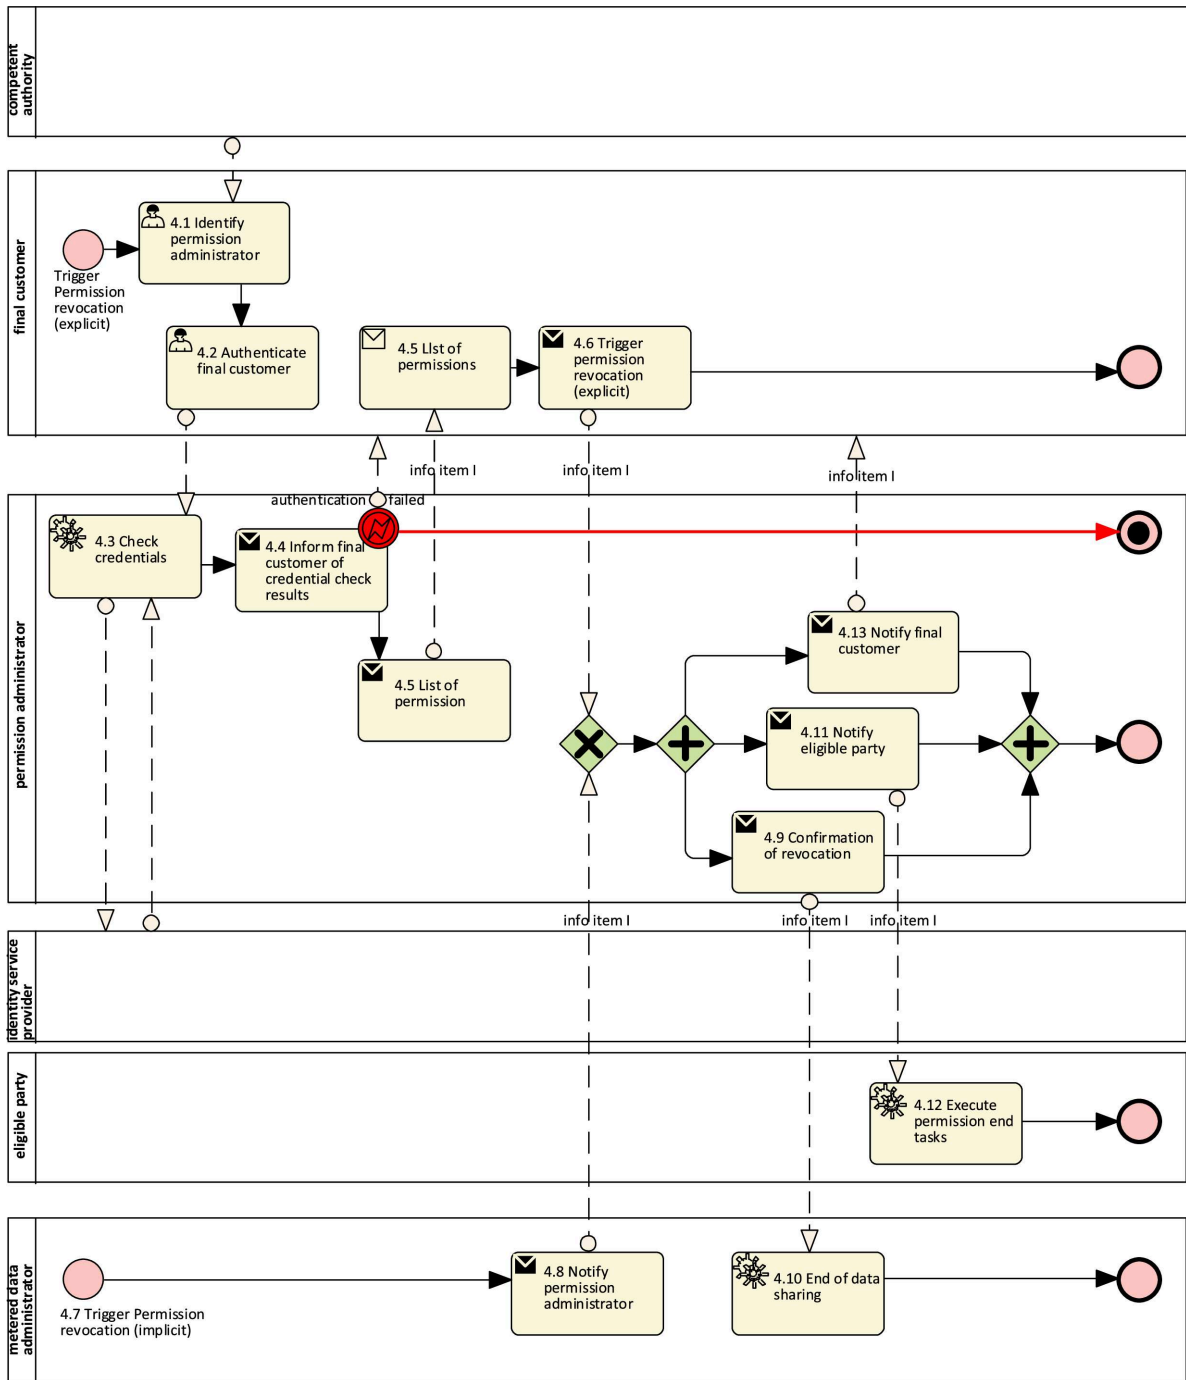 competent
authority
final customer
4.1 Identify
permission
administrator
Trigger
Permission
revocation
(explicit)
4.2 Authenticate
final customer
4.5 LIst of
permissions
4.6 Trigger
permission
revocation
(explicit)
info item I
info item I
info item I
permission administrator
authentication failed
4.3 Check
credentials
4.4 Inform final
customer of
credential check
results
4.5 List of
permission
4.13 Notify final
customer
4.11 Notify
eligible party
4.9 Confirmation
of revocation
info item I
info item I
info item I
identity service
provider
eligible party
4.12 Execute
permission end
tasks
metered data
administrator
4.7 Trigger Permission
revocation (implicit)
4.8 Notify
permission
administrator
4.10 End of data
sharing